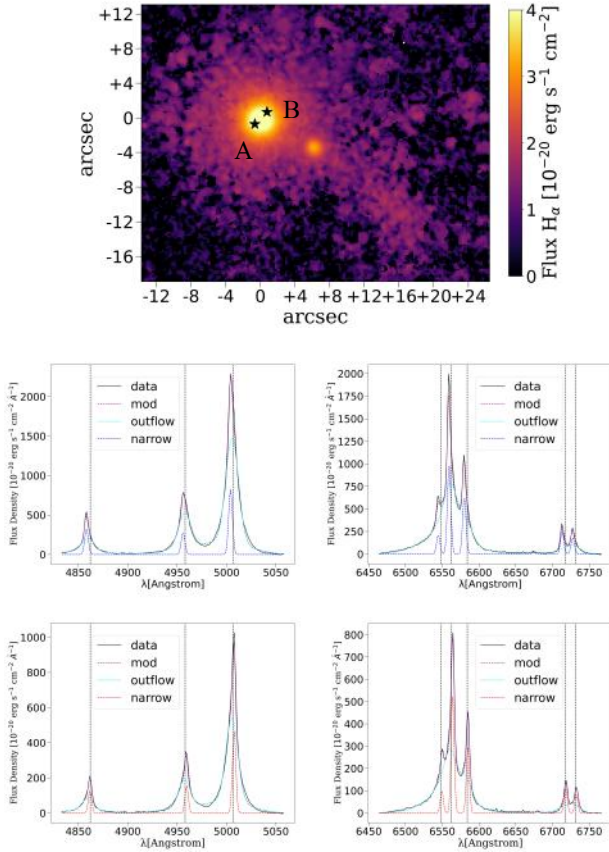 +12
+8
+4
0
-4
-8
-12
-16
arcsec
B
A
-12 -8 -4 0 +4 +8 +12 +16 +20 +24
arcsec
4
3
2
1
0
Flux Hα [10⁻²⁰ erg s⁻¹ cm⁻²]
data
mod
outflow
narrow
2000
1500
1000
500
0
Flux Density [10⁻²⁰ erg s⁻¹ cm⁻² Å⁻¹]
4850 4900 4950 5000 5050
λ[Angstrom]
data
mod
outflow
narrow
2000
1750
1500
1250
1000
750
500
250
0
Flux Density [10⁻²⁰ erg s⁻¹ cm⁻² Å⁻¹]
6450 6500 6550 6600 6650 6700 6750
λ[Angstrom]
data
mod
outflow
narrow
1000
800
600
400
200
0
Flux Density [10⁻²⁰ erg s⁻¹ cm⁻² Å⁻¹]
4850 4900 4950 5000 5050
λ[Angstrom]
data
mod
outflow
narrow
800
700
600
500
400
300
200
100
0
Flux Density [10⁻²⁰ erg s⁻¹ cm⁻² Å⁻¹]
6450 6500 6550 6600 6650 6700 6750
λ[Angstrom]